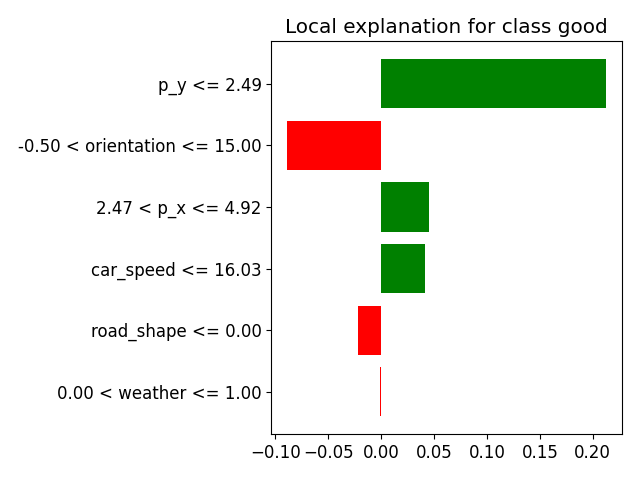 Local explanation for class good
p_y <= 2.49
-0.50 < orientation <= 15.00
2.47 < p_x <= 4.92
car_speed <= 16.03
road_shape <= 0.00
0.00 < weather <= 1.00
−0.10 −0.05 0.00 0.05 0.10 0.15 0.20